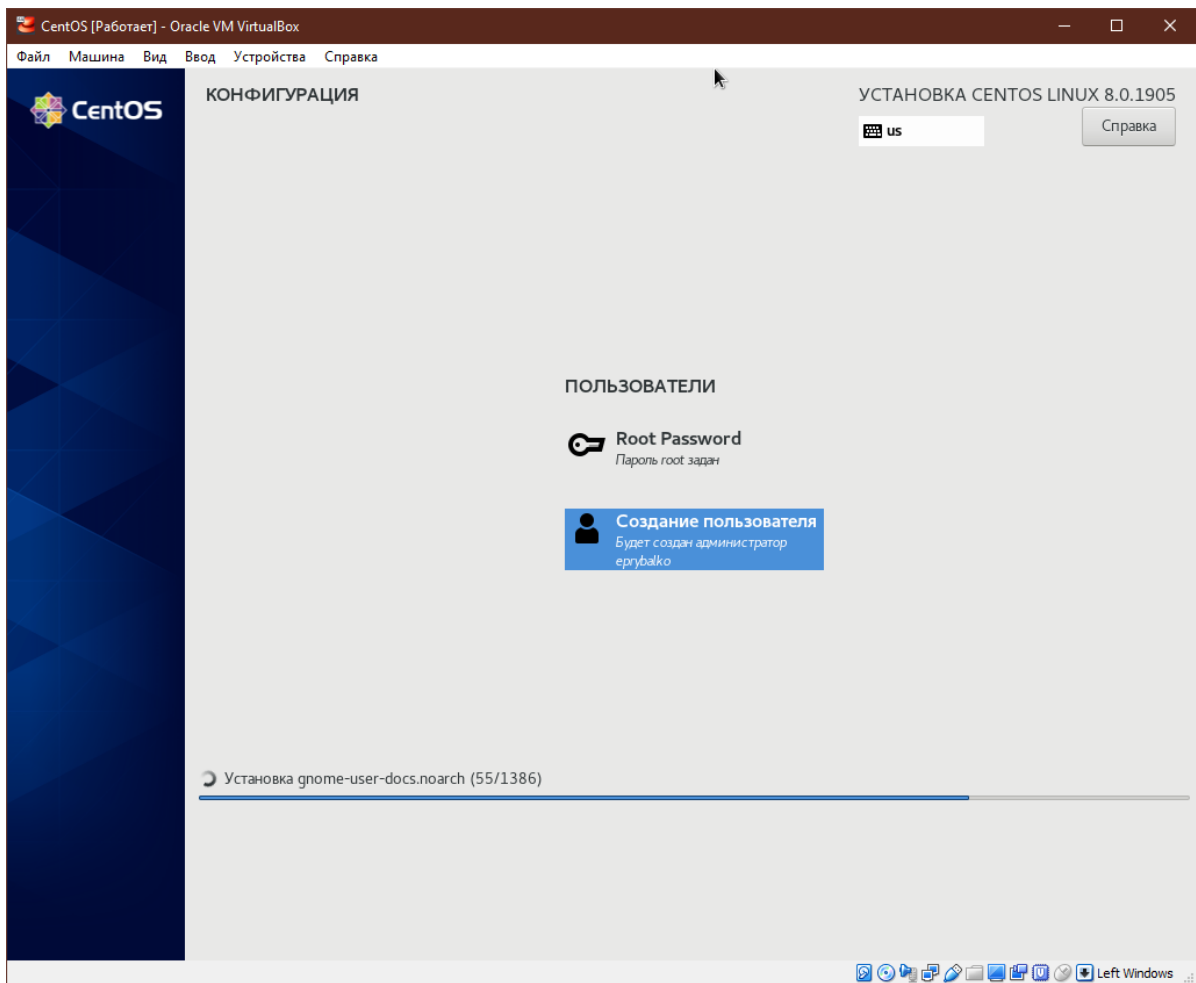 CentOS [Работает] - Oracle VM VirtualBox
Файл Машина Вид Ввод Устройства Справка
CentOS
КОНФИГУРАЦИЯ
УСТАНОВКА CENTOS LINUX 8.0.1905
us
Справка
ПОЛЬЗОВАТЕЛИ
Root Password
Пароль root задан
Создание пользователя
Будет создан администратор
eprybalko
Установка gnome-user-docs.noarch (55/1386)
Left Windows